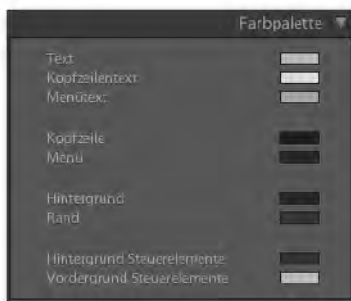 Farbpalette
Text
Kopfzeilentext
Menütext
Kopfzeile
Menü
Hintergrund
Rand
Hintergrund Steuerelemente
Vordergrund Steuerelemente